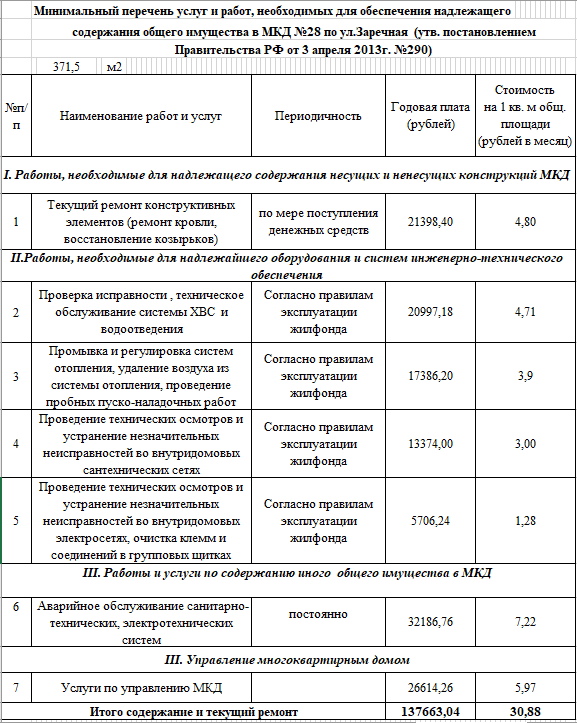 Минимальный перечень услуг и работ, необходимых для обеспечения надлежащего
содержания общего имущества в МКД №28 по ул.Заречная (утв. постановлением
Правительства РФ от 3 апреля 2013г. №290)
371,5 м2
№п/
п
Наименование работ и услуг
Периодичность
Годовая плата
(рублей)
Стоимость
на 1 кв. м общ.
площади
(рублей в месяц)
I. Работы, необходимые для надлежащего содержания несущих и ненесущих конструкций МКД
1
Текущий ремонт конструктивных
элементов (ремонт кровли,
восстановление козырьков)
по мере поступления
денежных средств
21398,40
4,80
II.Работы, необходимые для надлежайшего оборудования и систем инженерно-технического
обеспечения
2
Проверка исправности , техническое
обслуживание системы ХВС и
водоотведения
Согласно правилам
эксплуатации
жилфонда
20997,18
4,71
3
Промывка и регулировка систем
отопления, удаление воздуха из
системы отопления, проведение
пробных пуско-наладочных работ
Согласно правилам
эксплуатации
жилфонда
17386,20
3,9
4
Проведение технических осмотров и
устранение незначительных
неисправностей во внутридомовых
сантехнических сетях
Согласно правилам
эксплуатации
жилфонда
13374,00
3,00
5
Проведение технических осмотров и
устранение незначительных
неисправностей во внутридомовых
электросетях, очистка клемм и
соединений в групповых щитках
Согласно правилам
эксплуатации
жилфонда
5706,24
1,28
III. Работы и услуги по содержанию иного общего имущества в МКД
6
Аварийное обслуживание санитарно-
технических, электротехнических
систем
постоянно
32186,76
7,22
III. Управление многоквартирным домом
7
Услуги по управлению МКД
26614,26
5,97
Итого содержание и текущий ремонт
137663,04
30,88